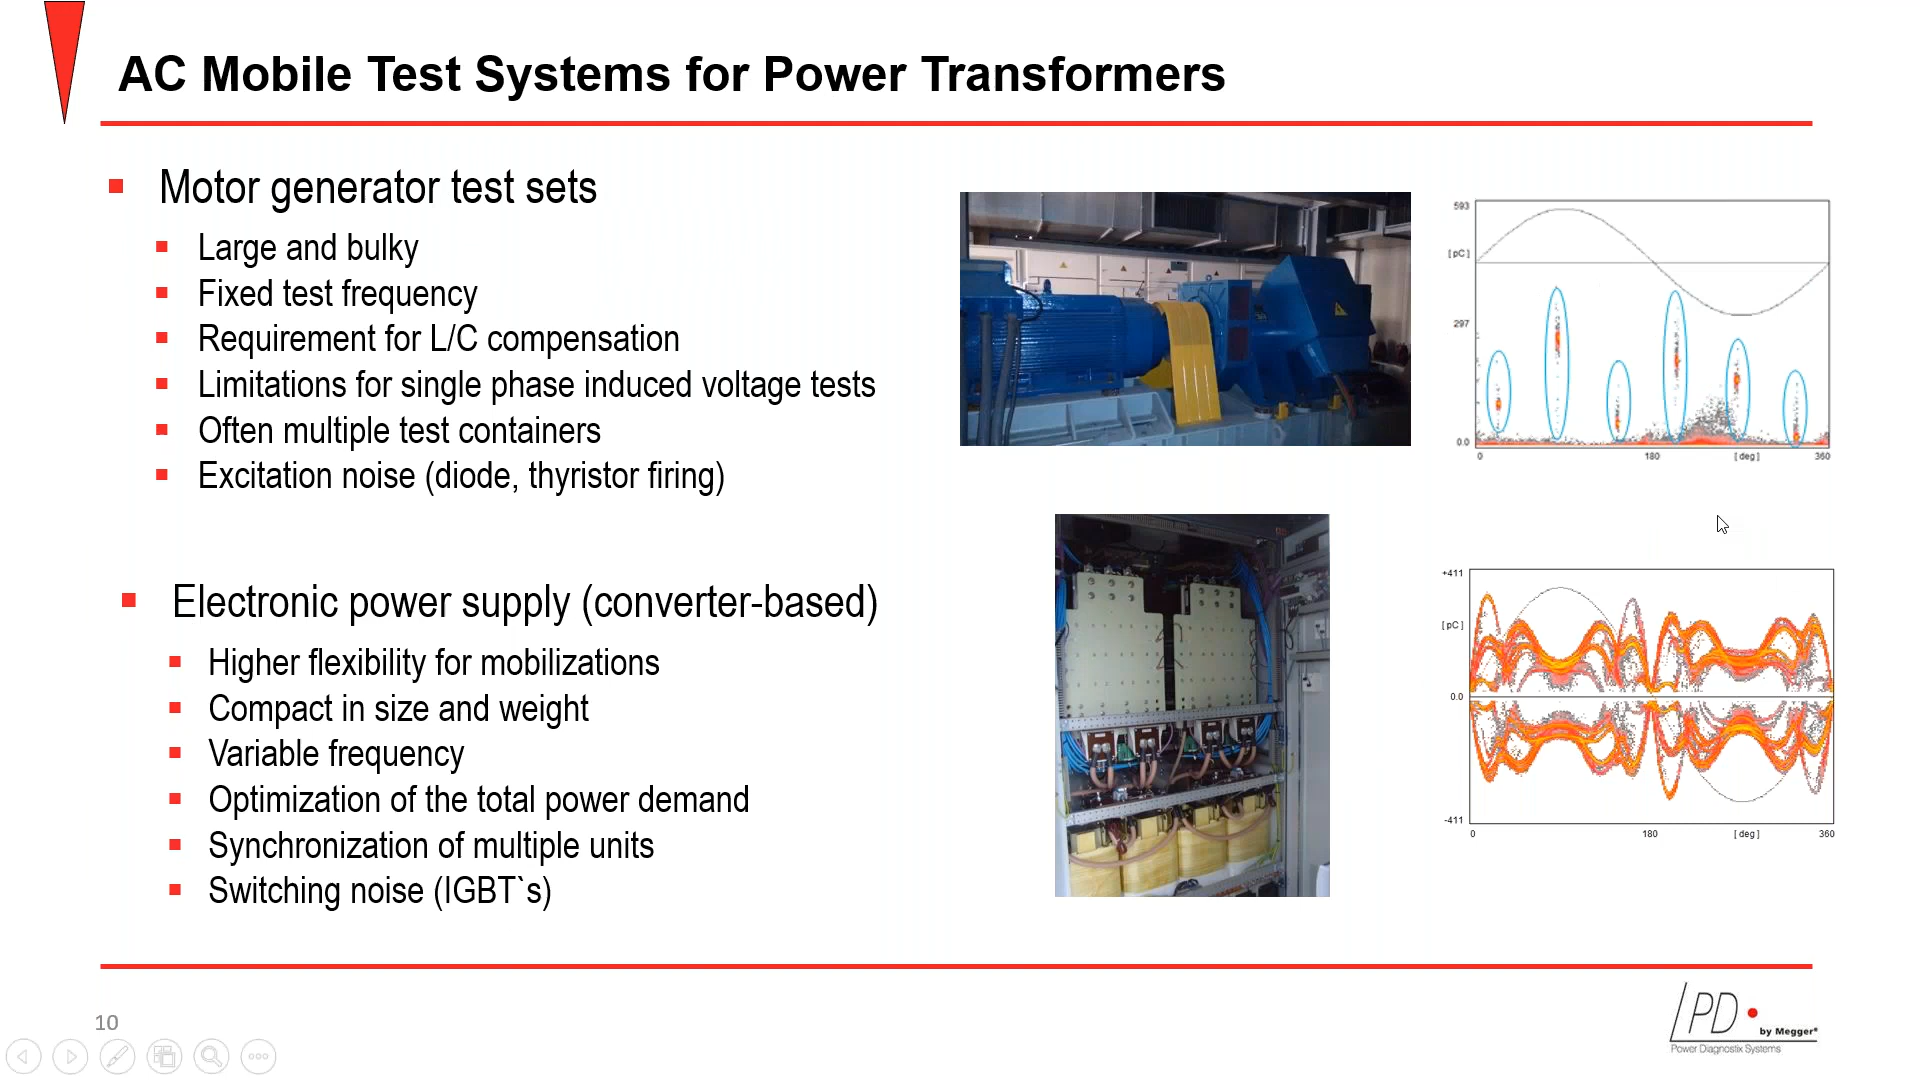 AC Mobile Test Systems for Power Transformers
Motor generator test sets
Large and bulky
Fixed test frequency
Requirement for L/C compensation
Limitations for single phase induced voltage tests
Often multiple test containers
Excitation noise (diode, thyristor firing)
Electronic power supply (converter-based)
Higher flexibility for mobilizations
Compact in size and weight
Variable frequency
Optimization of the total power demand
Synchronization of multiple units
Switching noise (IGBT`s)
593
[pC]
297
0.0
0 180 [deg] 360
+411
[pC]
0.0
-411
0 180 [deg] 360
10
PD
by Megger®
Power Diagnostix Systems